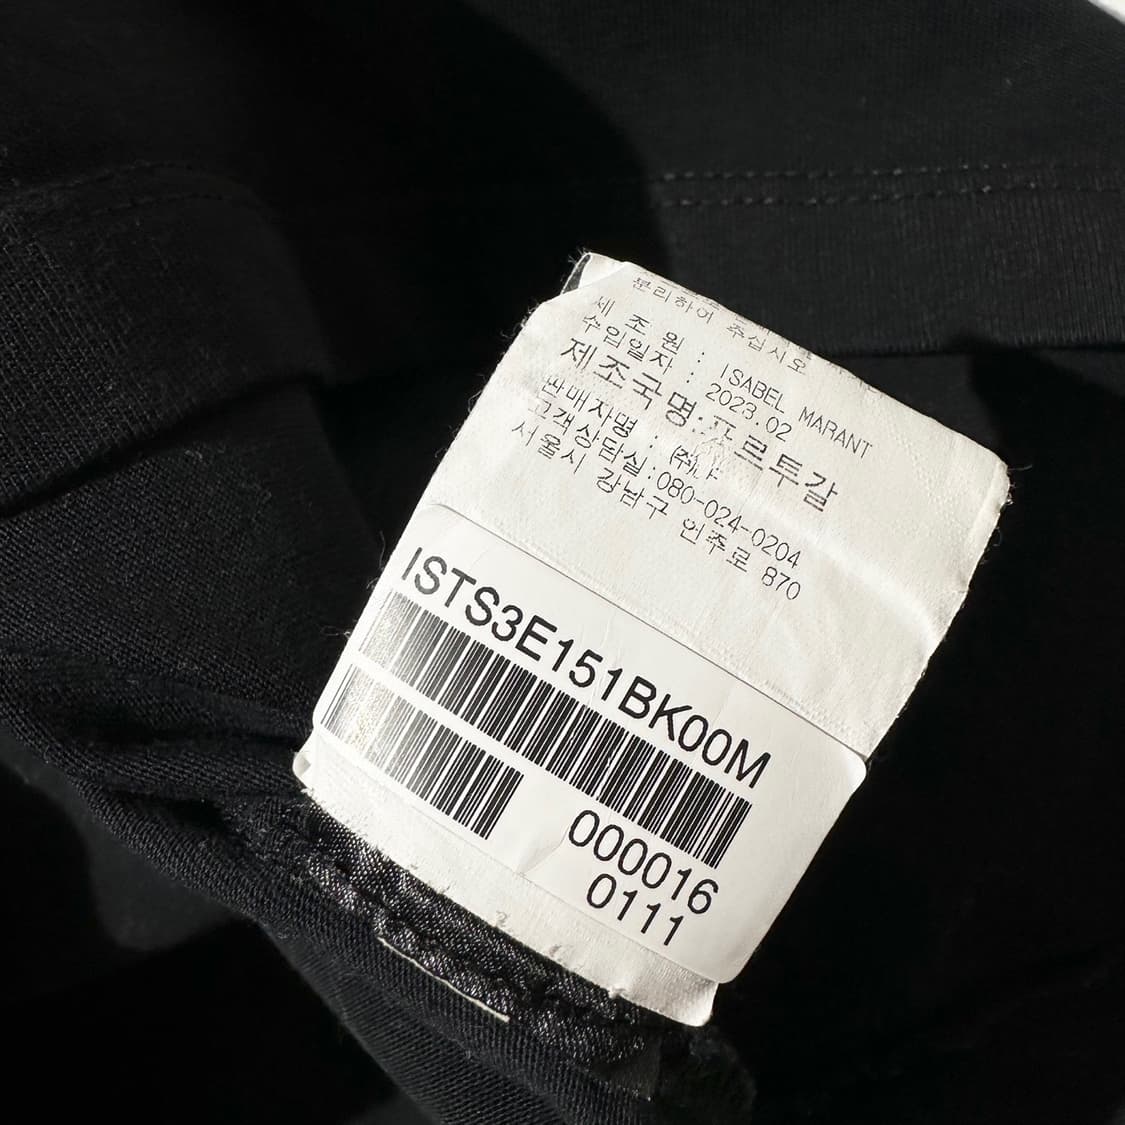 분리하여 주십시오
제 조 원 : ISABEL MARANT
수입일자 : 2023.02
제조국명:포르투갈
판매자명 : ㈜
고객상담실:080-024-0204
서울시 강남구 언주로 870
ISTS3E151BK00M
000016
0111